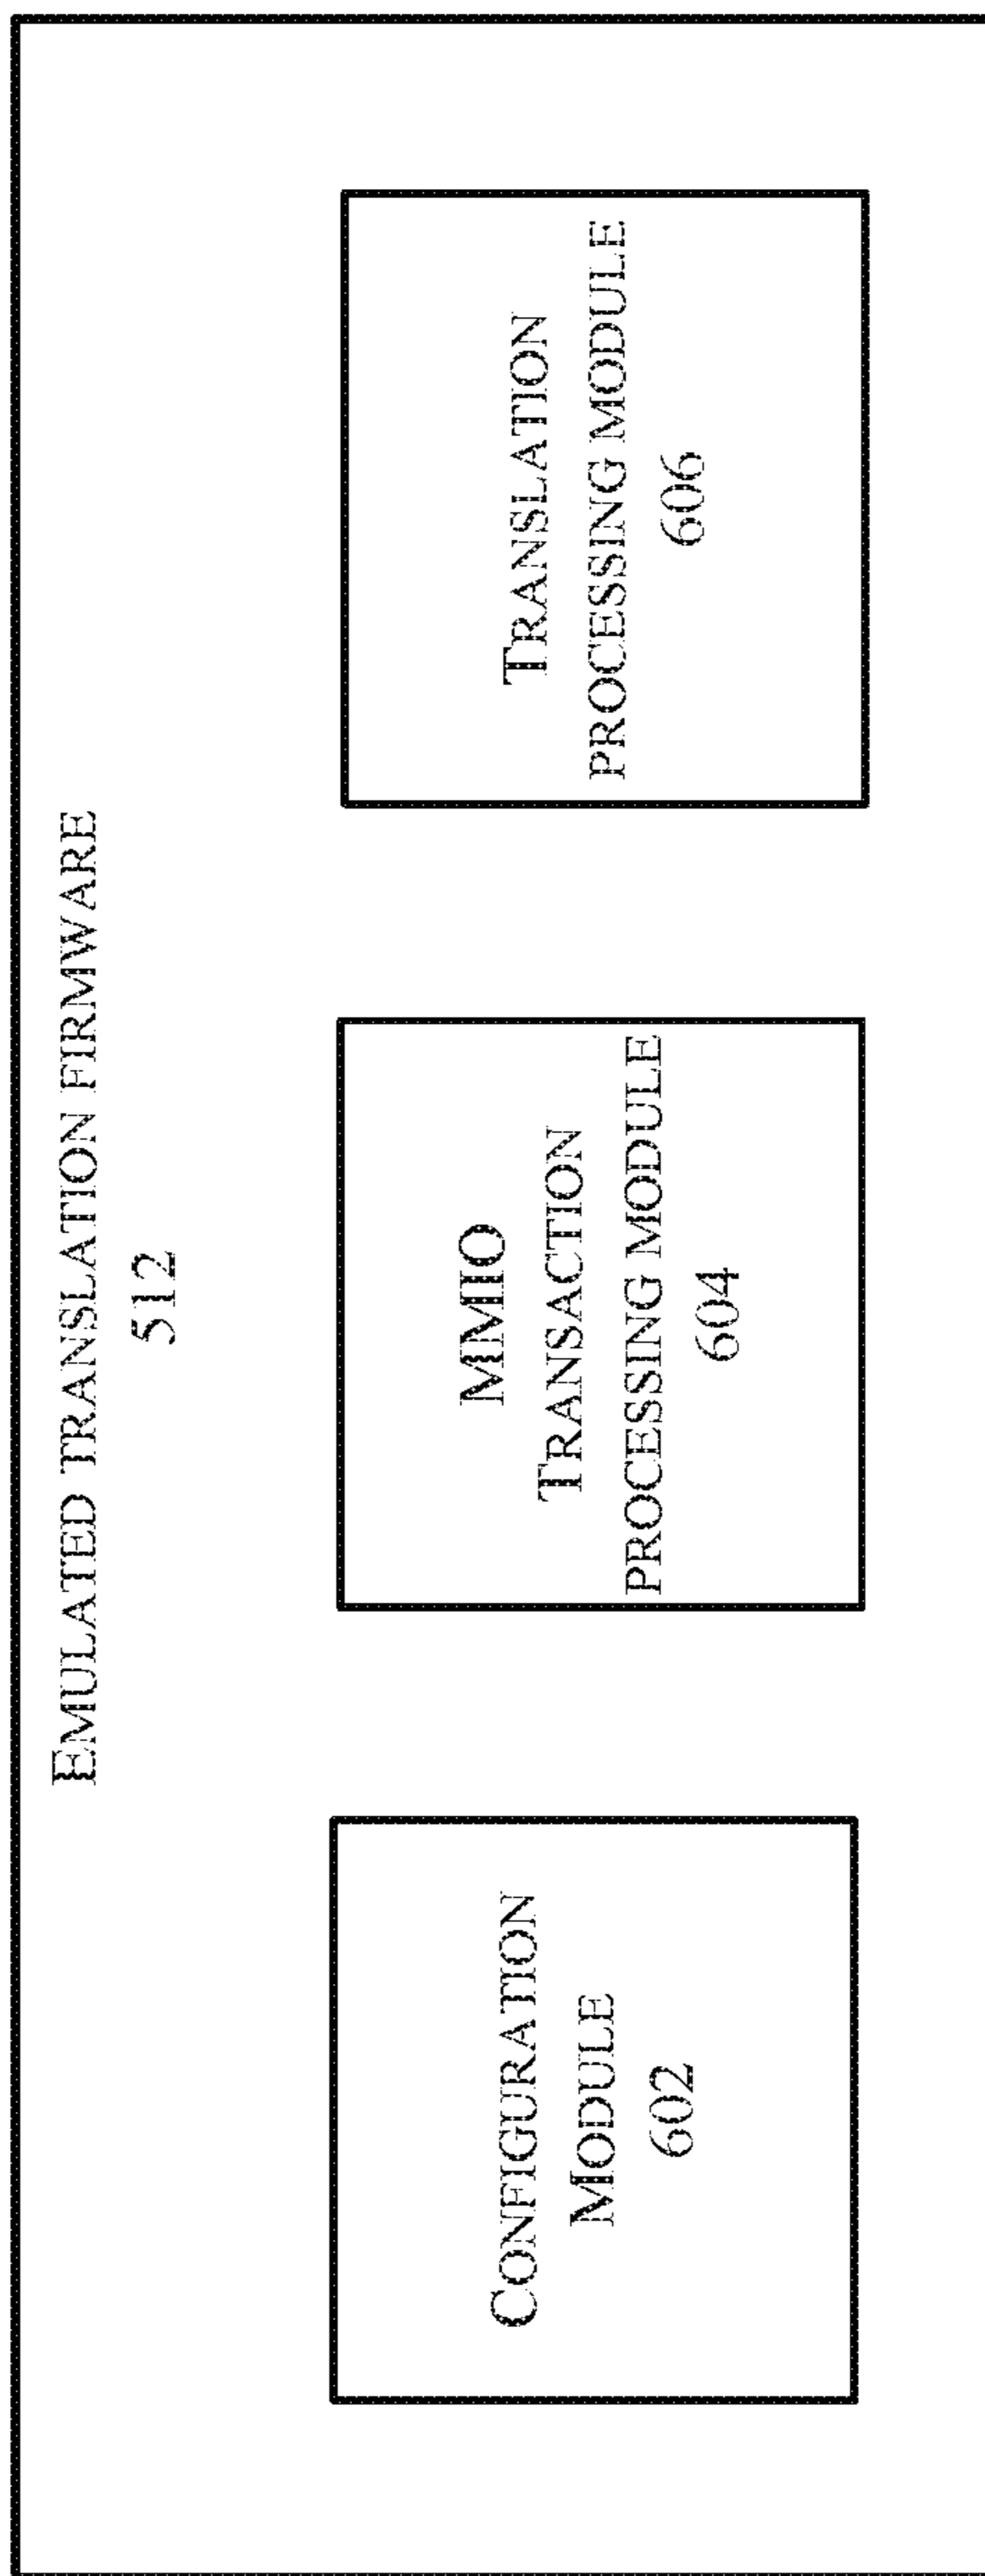 EMULATED TRANSLATION FIRMWARE
512
CONFIGURATION
MODULE
602
MMIO
TRANSACTION
PROCESSING MODULE
604
TRANSLATION
PROCESSING MODULE
606